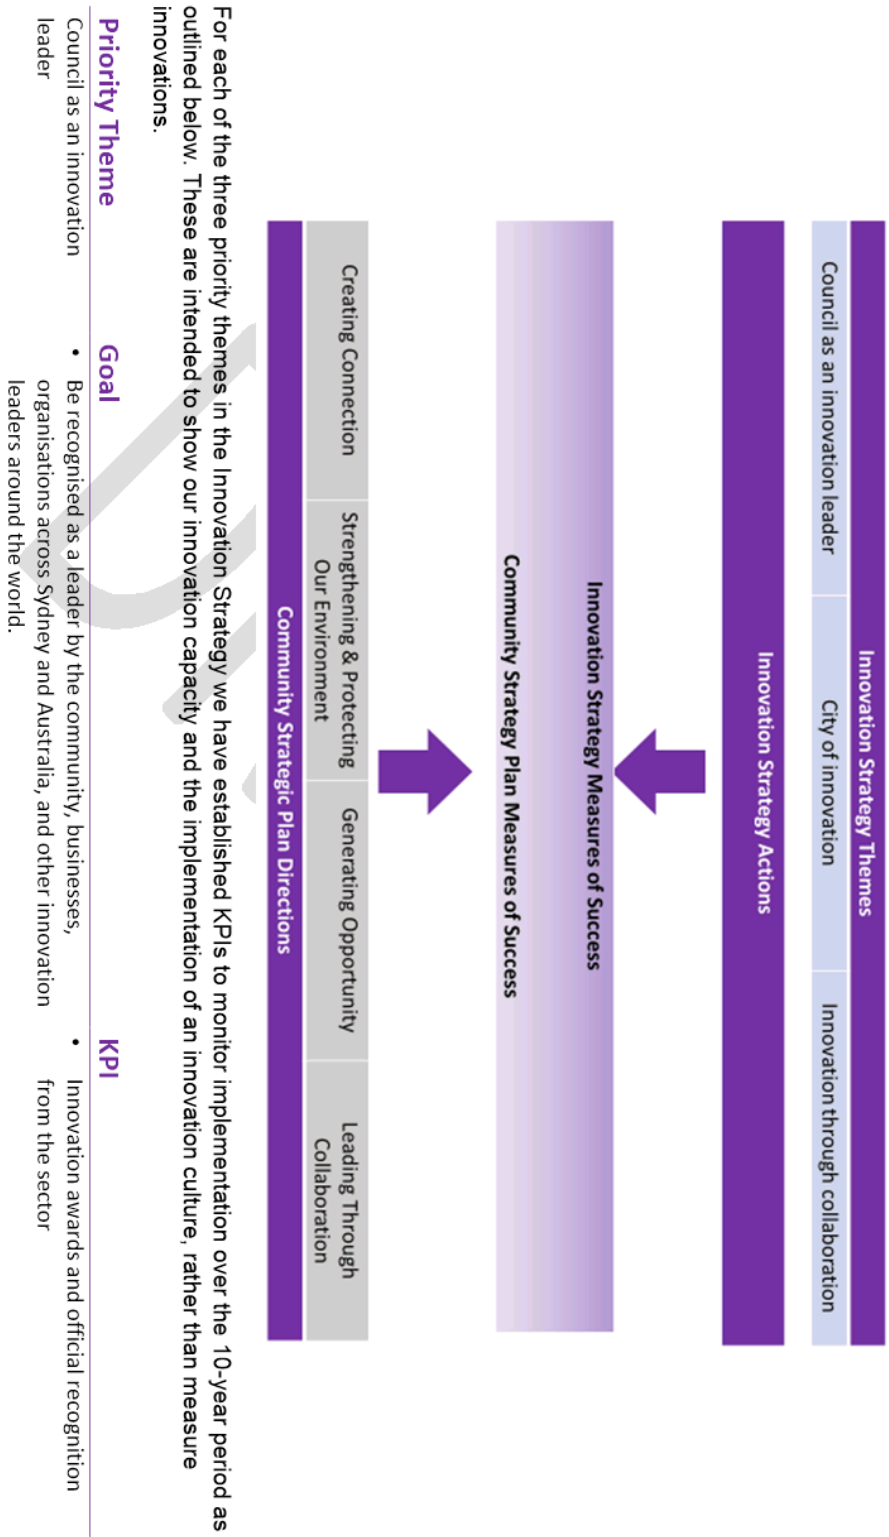 Innovation Strategy Themes
Council as an innovation leader
City of innovation
Innovation through collaboration
Innovation Strategy Actions
Innovation Strategy Measures of Success
Community Strategy Plan Measures of Success
Creating Connection
Strengthening & Protecting
Our Environment
Generating Opportunity
Leading Through
Collaboration
Community Strategic Plan Directions
For each of the three priority themes in the Innovation Strategy we have established KPIs to monitor implementation over the 10-year period as
outlined below. These are intended to show our innovation capacity and the implementation of an innovation culture, rather than measure
innovations.
Priority Theme
Goal
KPI
Council as an innovation
leader
• Be recognised as a leader by the community, businesses,
organisations across Sydney and Australia, and other innovation
leaders around the world.
• Innovation awards and official recognition
from the sector